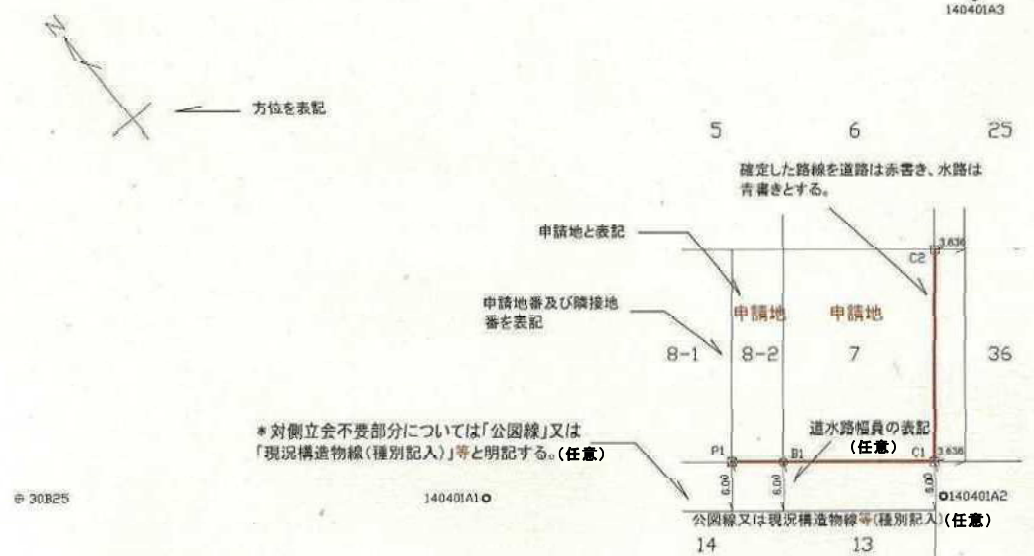 140401A3
N
方位を表記
5
6
25
確定した路線を道路は赤書き、水路は
青書きとする。
申請地と表記
C2
3.636
申請地番及び隣接地
番を表記
申請地
申請地
8-1
8-2
7
36
*対側立会不要部分については「公図線」又は
「現況構造物線(種別記入)」等と明記する。(任意)
道水路幅員の表記
(任意)
P1
B1
C1
3.636
6.00
6.00
6.00
30B25
140401A1
140401A2
公図線又は現況構造物線等(種別記入)(任意)
14
13